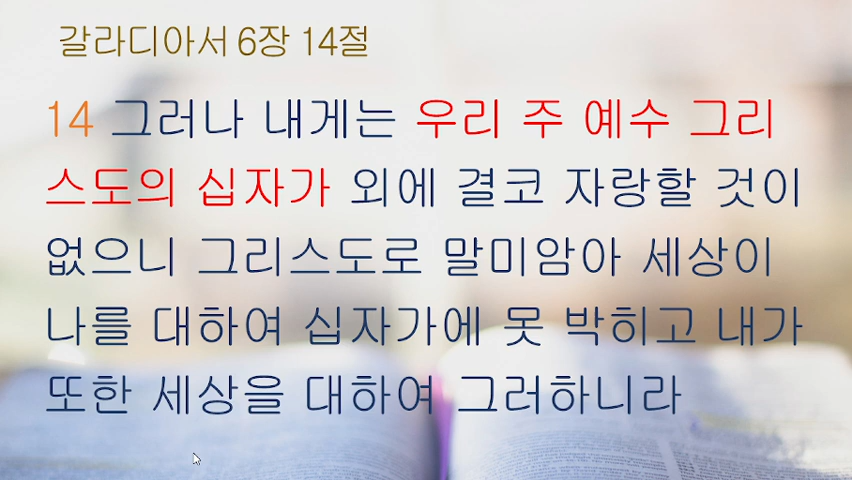 갈라디아서 6장 14절
14 그러나 내게는 우리 주 예수 그리
스도의 십자가 외에 결코 자랑할 것이
없으니 그리스도로 말미암아 세상이
나를 대하여 십자가에 못 박히고 내가
또한 세상을 대하여 그러하니라